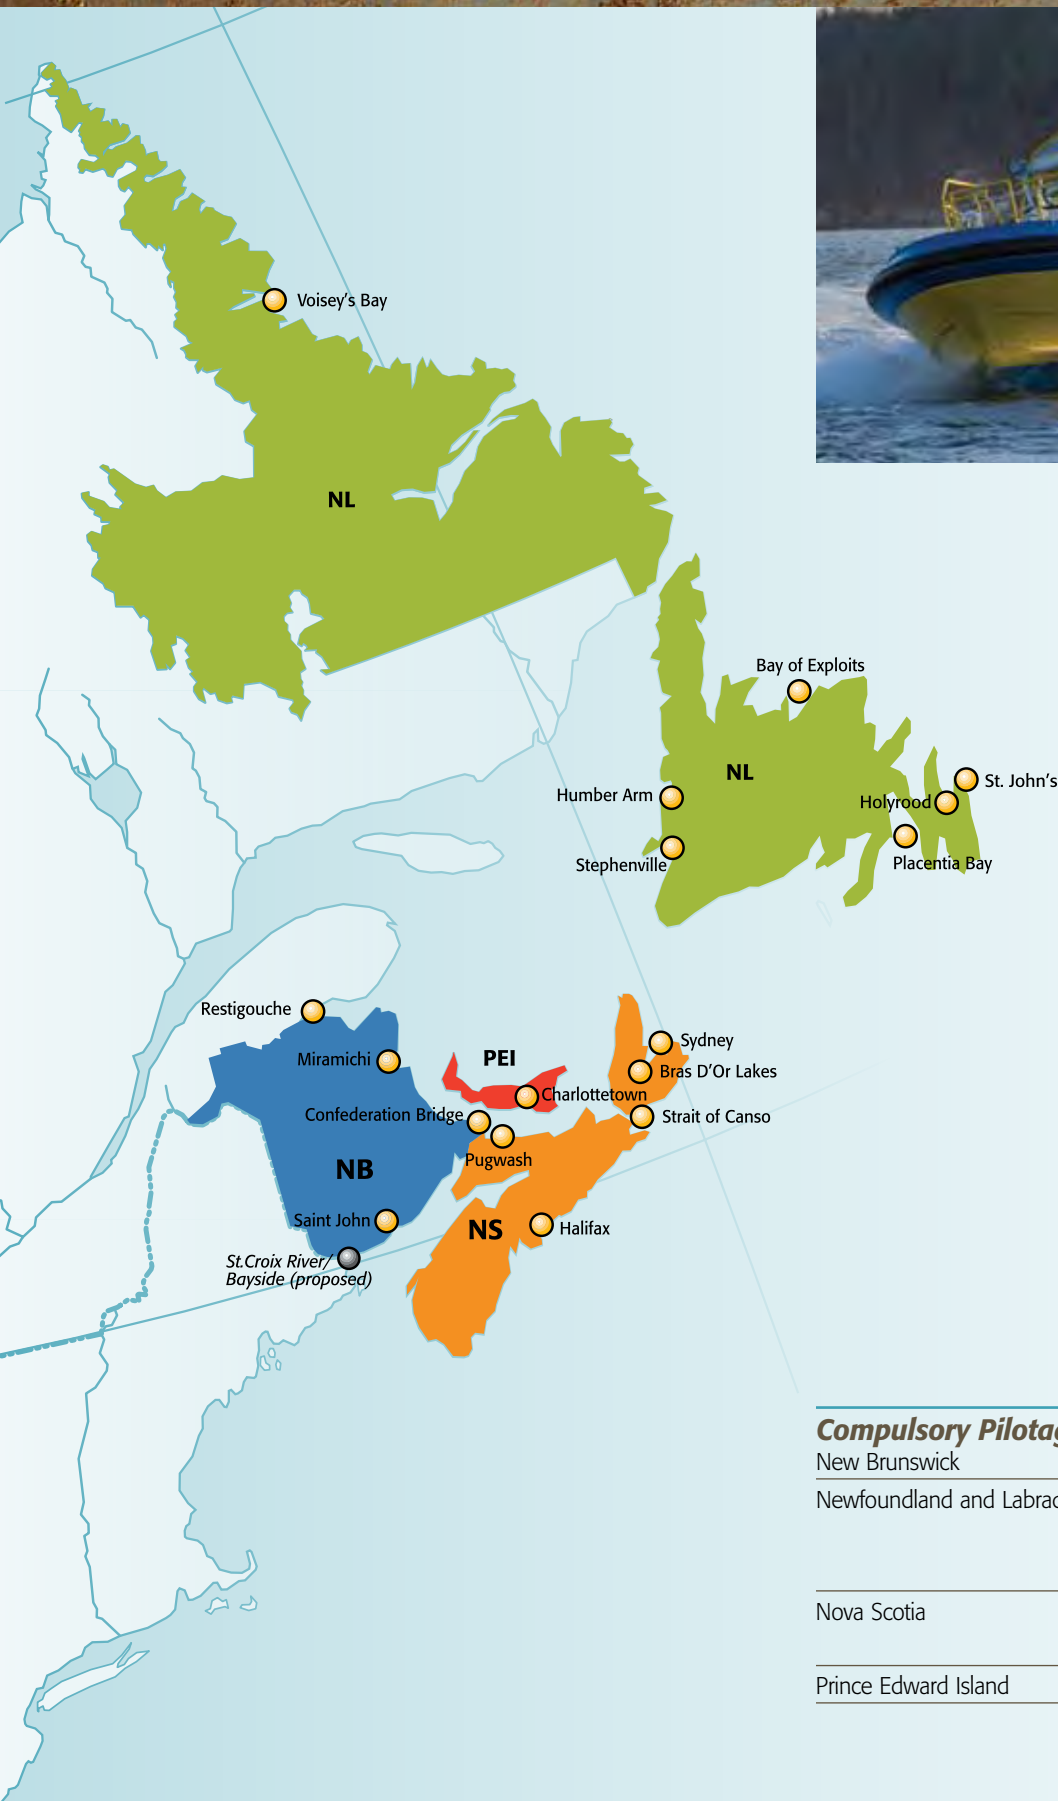 Voisey's Bay
NL
Bay of Exploits
NL
St. John's
Humber Arm
Holyrood
Stephenville
Placentia Bay
Restigouche
Sydney
Miramichi
PEI
Bras D'Or Lakes
Charlottetown
Confederation Bridge
Strait of Canso
Pugwash
NB
Saint John
NS
Halifax
St.Croix River/
Bayside (proposed)
Compulsory
New Brunswick
Newfoundland and
Nova Scotia
Prince Edward Island